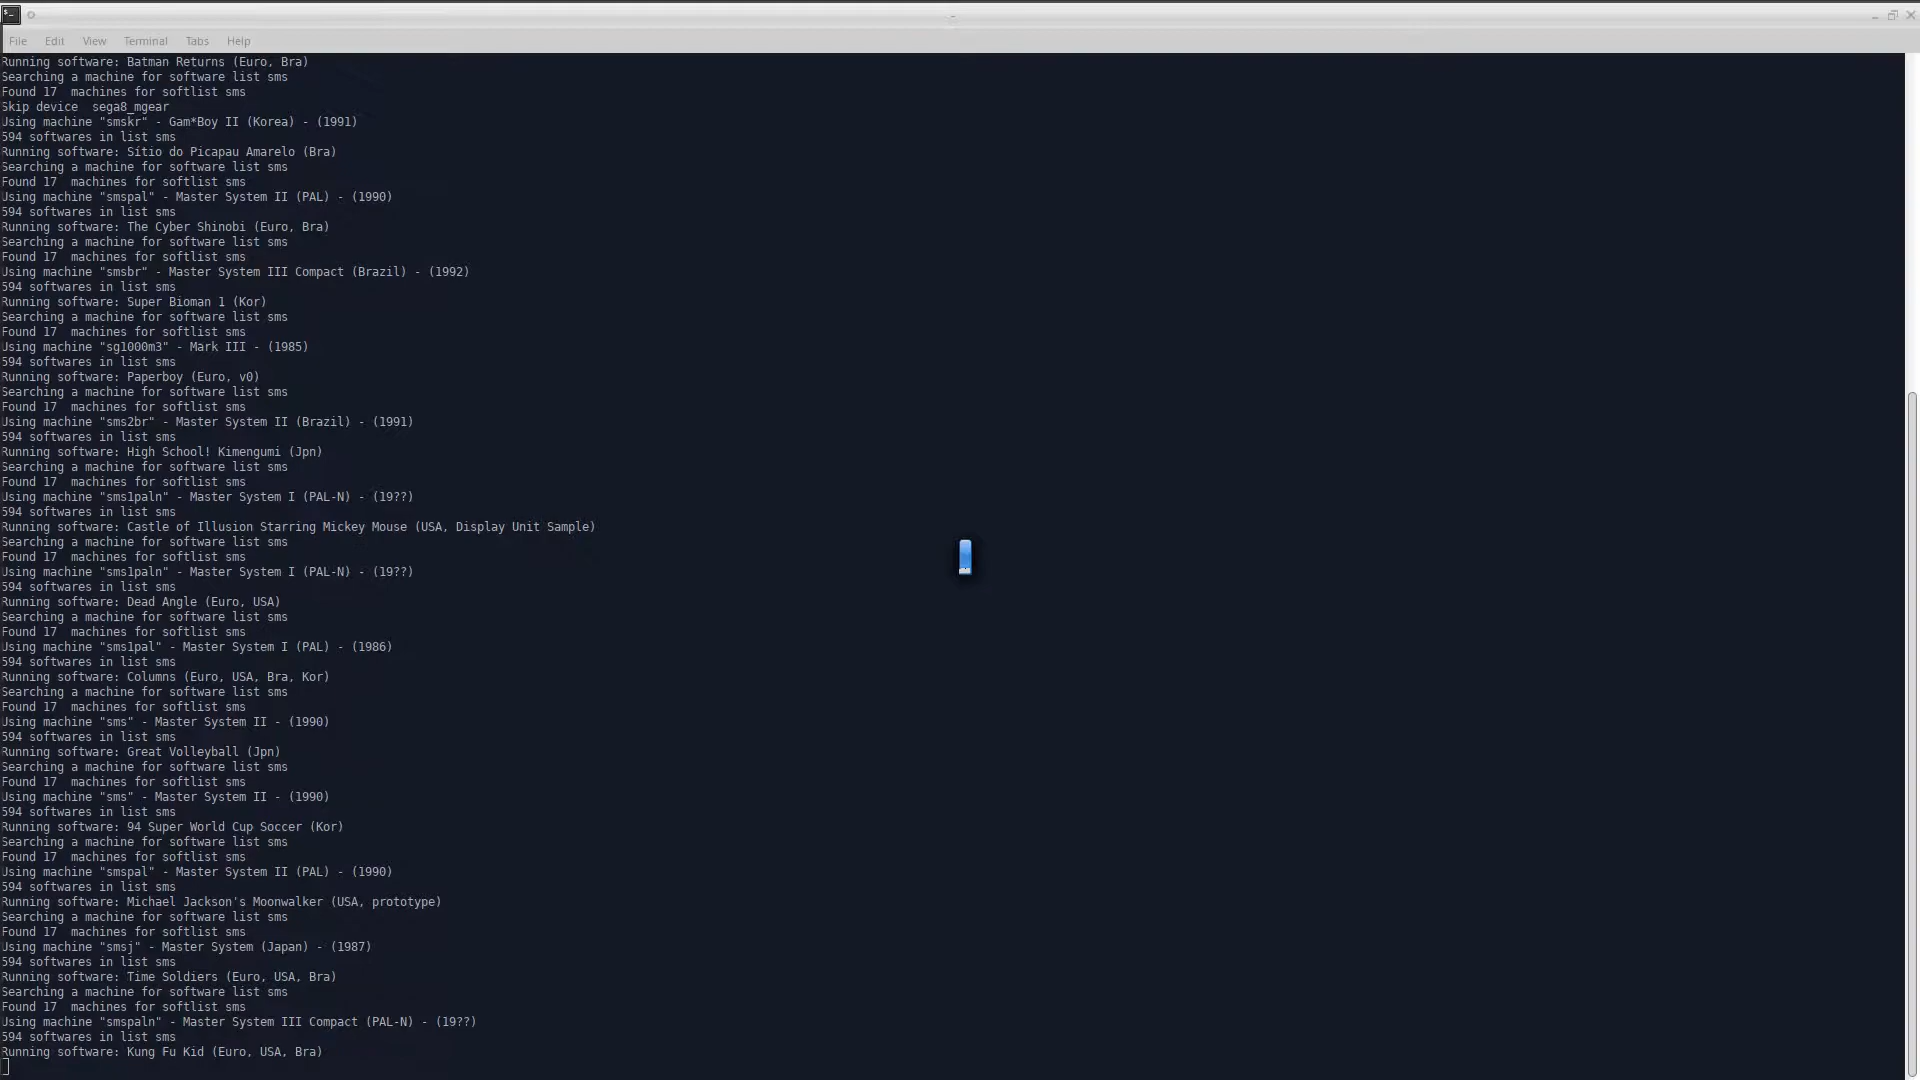 File Edit View Terminal Tabs Help
Running software: Batman Returns (Euro, Bra)
Searching a machine for software list sms
Found 17  machines for softlist sms
Skip device  sega8_mgear
Using machine "smskr" - Gam*Boy II (Korea) - (1991)
594 softwares in list sms
Running software: Sítio do Picapau Amarelo (Bra)
Searching a machine for software list sms
Found 17  machines for softlist sms
Using machine "smspal" - Master System II (PAL) - (1990)
594 softwares in list sms
Running software: The Cyber Shinobi (Euro, Bra)
Searching a machine for software list sms
Found 17  machines for softlist sms
Using machine "smsbr" - Master System III Compact (Brazil) - (1992)
594 softwares in list sms
Running software: Super Bioman 1 (Kor)
Searching a machine for software list sms
Found 17  machines for softlist sms
Using machine "sg1000m3" - Mark III - (1985)
594 softwares in list sms
Running software: Paperboy (Euro, v0)
Searching a machine for software list sms
Found 17  machines for softlist sms
Using machine "sms2br" - Master System II (Brazil) - (1991)
594 softwares in list sms
Running software: High School! Kimengumi (Jpn)
Searching a machine for software list sms
Found 17  machines for softlist sms
Using machine "sms1paln" - Master System I (PAL-N) - (19??)
594 softwares in list sms
Running software: Castle of Illusion Starring Mickey Mouse (USA, Display Unit Sample)
Searching a machine for software list sms
Found 17  machines for softlist sms
Using machine "sms1paln" - Master System I (PAL-N) - (19??)
594 softwares in list sms
Running software: Dead Angle (Euro, USA)
Searching a machine for software list sms
Found 17  machines for softlist sms
Using machine "sms1pal" - Master System I (PAL) - (1986)
594 softwares in list sms
Running software: Columns (Euro, USA, Bra, Kor)
Searching a machine for software list sms
Found 17  machines for softlist sms
Using machine "sms" - Master System II - (1990)
594 softwares in list sms
Running software: Great Volleyball (Jpn)
Searching a machine for software list sms
Found 17  machines for softlist sms
Using machine "sms" - Master System II - (1990)
594 softwares in list sms
Running software: 94 Super World Cup Soccer (Kor)
Searching a machine for software list sms
Found 17  machines for softlist sms
Using machine "smspal" - Master System II (PAL) - (1990)
594 softwares in list sms
Running software: Michael Jackson's Moonwalker (USA, prototype)
Searching a machine for software list sms
Found 17  machines for softlist sms
Using machine "smsj" - Master System (Japan) - (1987)
594 softwares in list sms
Running software: Time Soldiers (Euro, USA, Bra)
Searching a machine for software list sms
Found 17  machines for softlist sms
Using machine "smspaln" - Master System III Compact (PAL-N) - (19??)
594 softwares in list sms
Running software: Kung Fu Kid (Euro, USA, Bra)